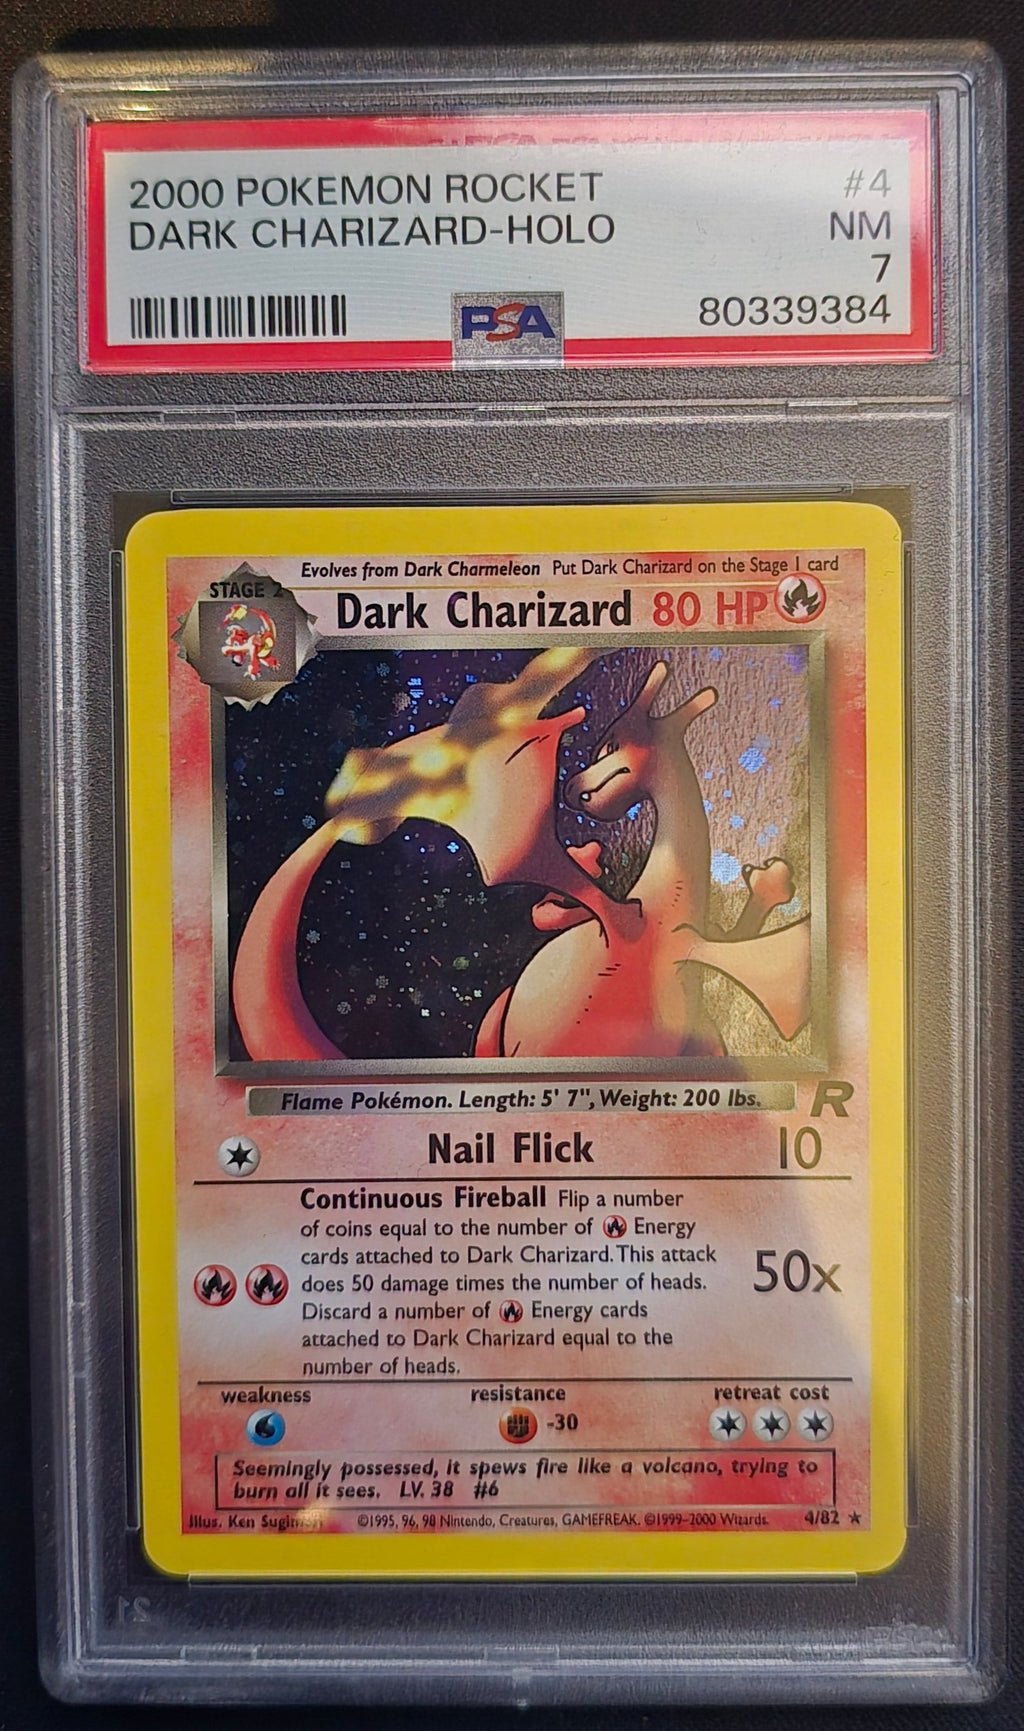 2000 POKEMON ROCKET #4
DARK CHARIZARD-HOLO NM
7
PSA 80339384
Evolves from Dark Charmeleon Put Dark Charizard on the Stage 1 card
STAGE 2
Dark Charizard 80 HP
Flame Pokémon. Length: 5' 7", Weight: 200 lbs.
R
Nail Flick 10
Continuous Fireball Flip a number
of coins equal to the number of Energy
cards attached to Dark Charizard. This attack
does 50 damage times the number of heads.
50x
Discard a number of Energy cards
attached to Dark Charizard equal to the
number of heads.
weakness resistance retreat cost
-30
Seemingly possessed, it spews fire like a volcano, trying to
burn all it sees. LV. 38 #6
Illus. Ken Sugimori ©1995, 96, 98 Nintendo, Creatures, GAMEFREAK. ©1999-2000 Wizards. 4/82 ★